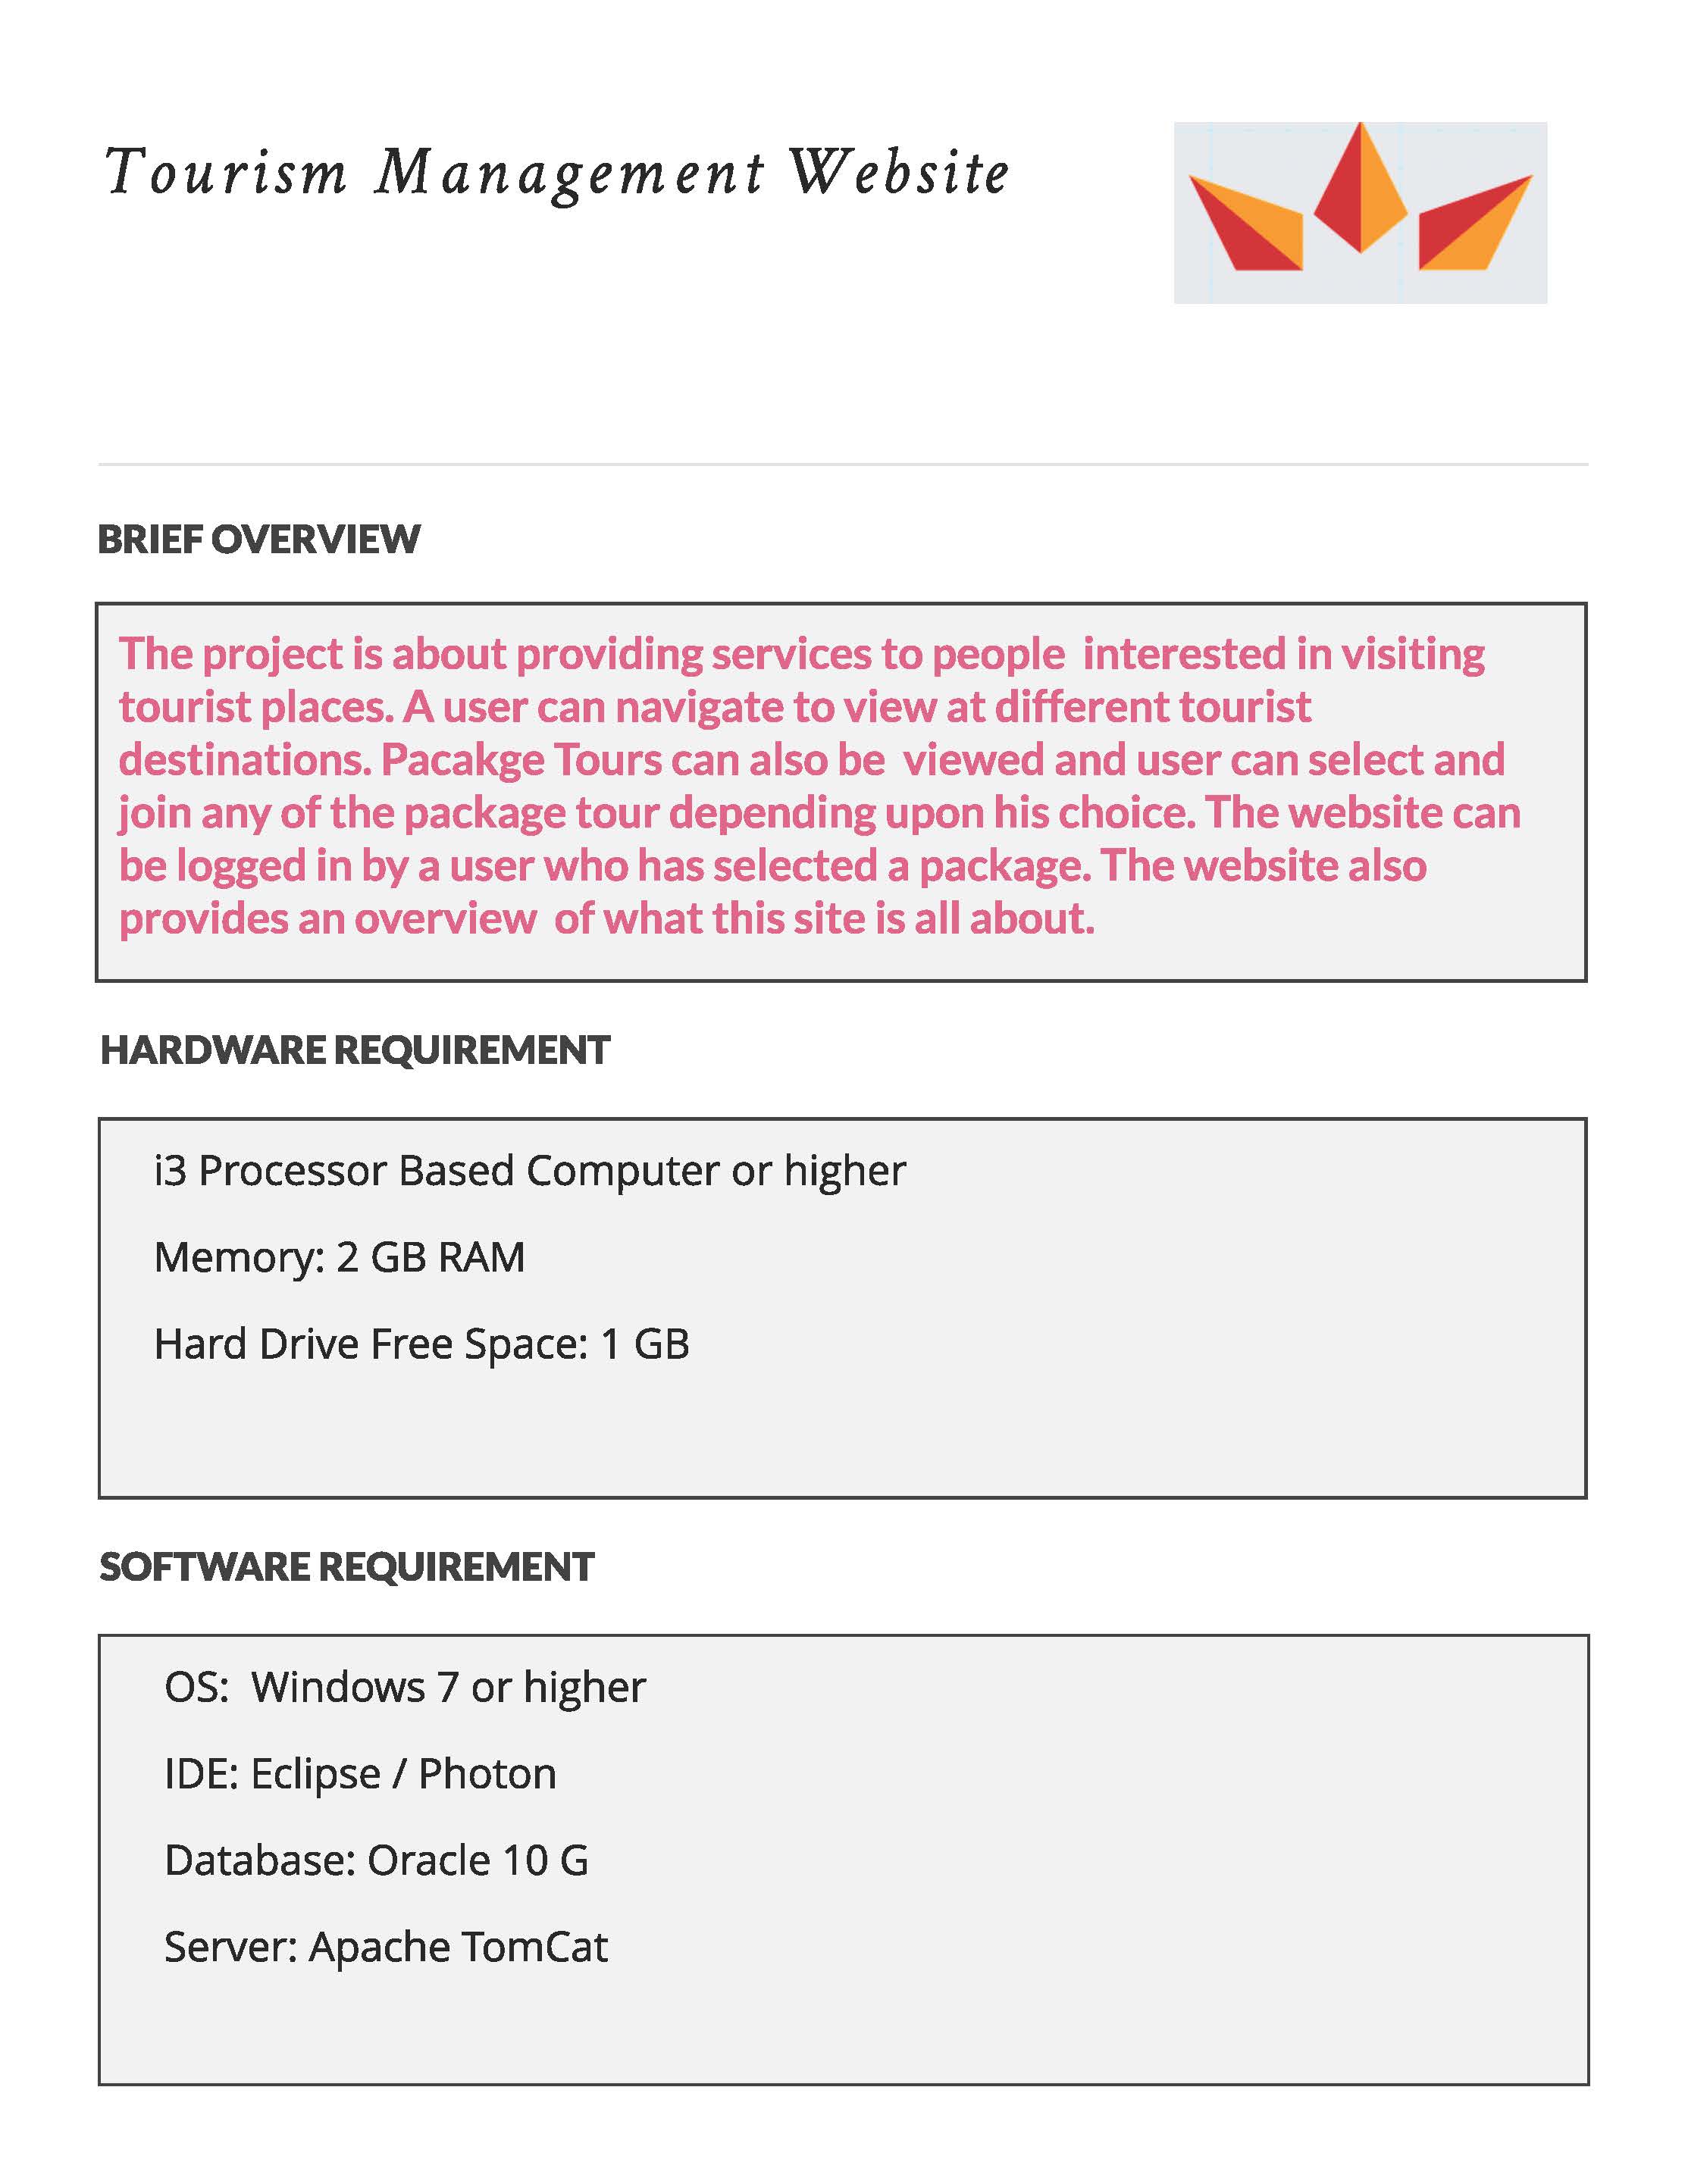 Tourism Management Website
BRIEF OVERVIEW
The project is about providing services to people  interested in visiting
tourist places. A user can navigate to view at different tourist
destinations. Pacakge Tours can also be  viewed and user can select and
join any of the package tour depending upon his choice. The website can
be logged in by a user who has selected a package. The website also
provides an overview  of what this site is all about.
HARDWARE REQUIREMENT
i3 Processor Based Computer or higher
Memory: 2 GB RAM
Hard Drive Free Space: 1 GB
SOFTWARE REQUIREMENT
OS:  Windows 7 or higher
IDE: Eclipse / Photon
Database: Oracle 10 G
Server: Apache TomCat